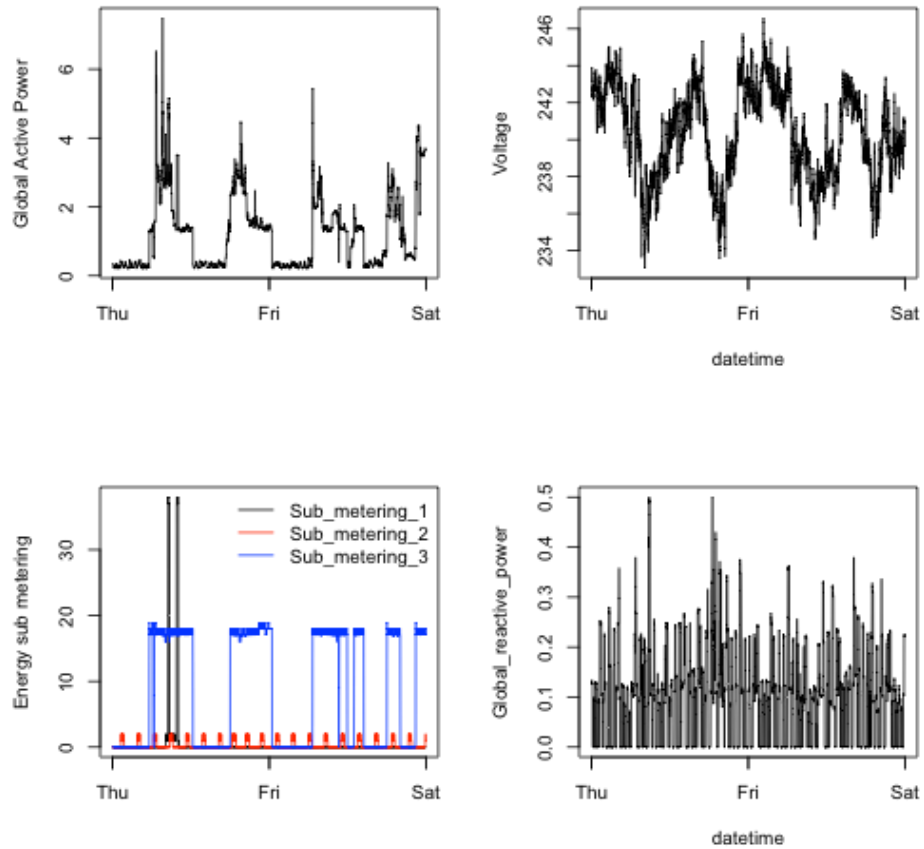 Global Active Power
6
4
2
0
Thu Fri Sat
Voltage
246
242
238
234
Thu Fri Sat
datetime
Energy sub metering
30
20
10
0
Sub_metering_1
Sub_metering_2
Sub_metering_3
Thu Fri Sat
Global_reactive_power
0.5
0.4
0.3
0.2
0.1
0.0
Thu Fri Sat
datetime